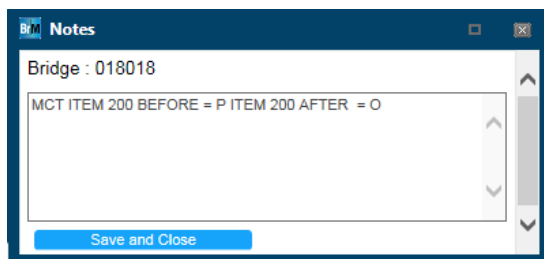 BrM Notes
Bridge : 018018
MCT ITEM 200 BEFORE = P ITEM 200 AFTER  = O
Save and Close